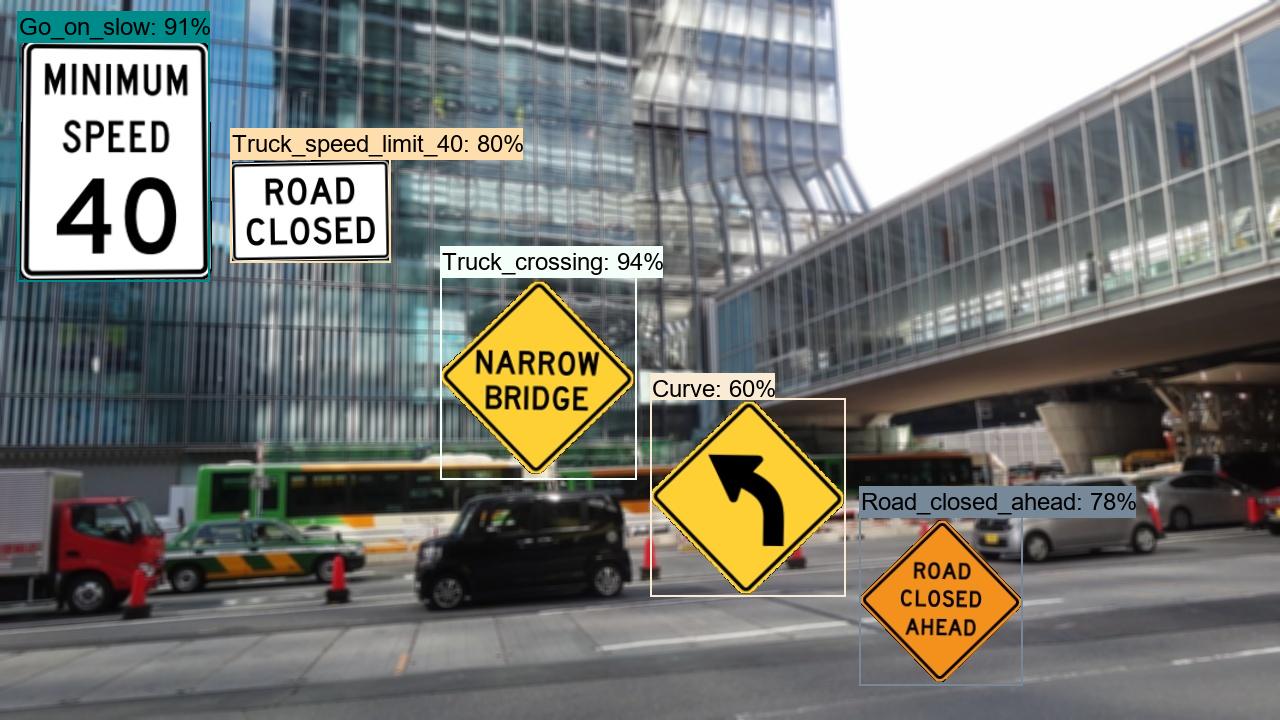 Go_on_slow: 91%
MINIMUM
SPEED
40
Truck_speed_limit_40: 80%
ROAD
CLOSED
Truck_crossing: 94%
NARROW
BRIDGE
Curve: 60%
Road_closed_ahead: 78%
ROAD
CLOSED
AHEAD